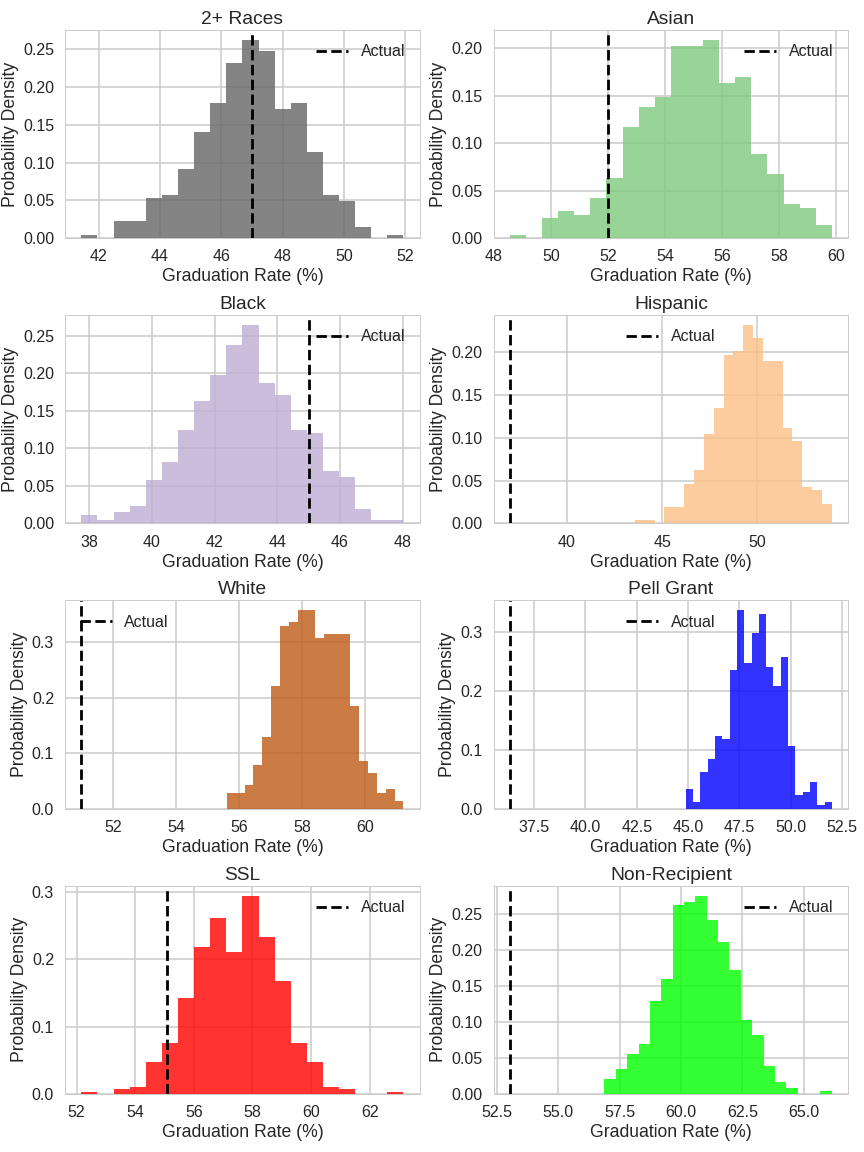 2+ Races
Probability Density
0.25
0.20
0.15
0.10
0.05
0.00
Actual
42 44 46 48 50 52
Graduation Rate (%)
Asian
Probability Density
0.20
0.15
0.10
0.05
0.00
Actual
48 50 52 54 56 58 60
Graduation Rate (%)
Black
Probability Density
0.25
0.20
0.15
0.10
0.05
0.00
Actual
38 40 42 44 46 48
Graduation Rate (%)
Hispanic
Probability Density
0.20
0.15
0.10
0.05
0.00
Actual
40 45 50
Graduation Rate (%)
White
Probability Density
0.3
0.2
0.1
0.0
Actual
52 54 56 58 60
Graduation Rate (%)
Pell Grant
Probability Density
0.3
0.2
0.1
0.0
Actual
37.5 40.0 42.5 45.0 47.5 50.0 52.5
Graduation Rate (%)
SSL
Probability Density
0.3
0.2
0.1
0.0
Actual
52 54 56 58 60 62
Graduation Rate (%)
Non-Recipient
Probability Density
0.25
0.20
0.15
0.10
0.05
0.00
Actual
52.5 55.0 57.5 60.0 62.5 65.0
Graduation Rate (%)